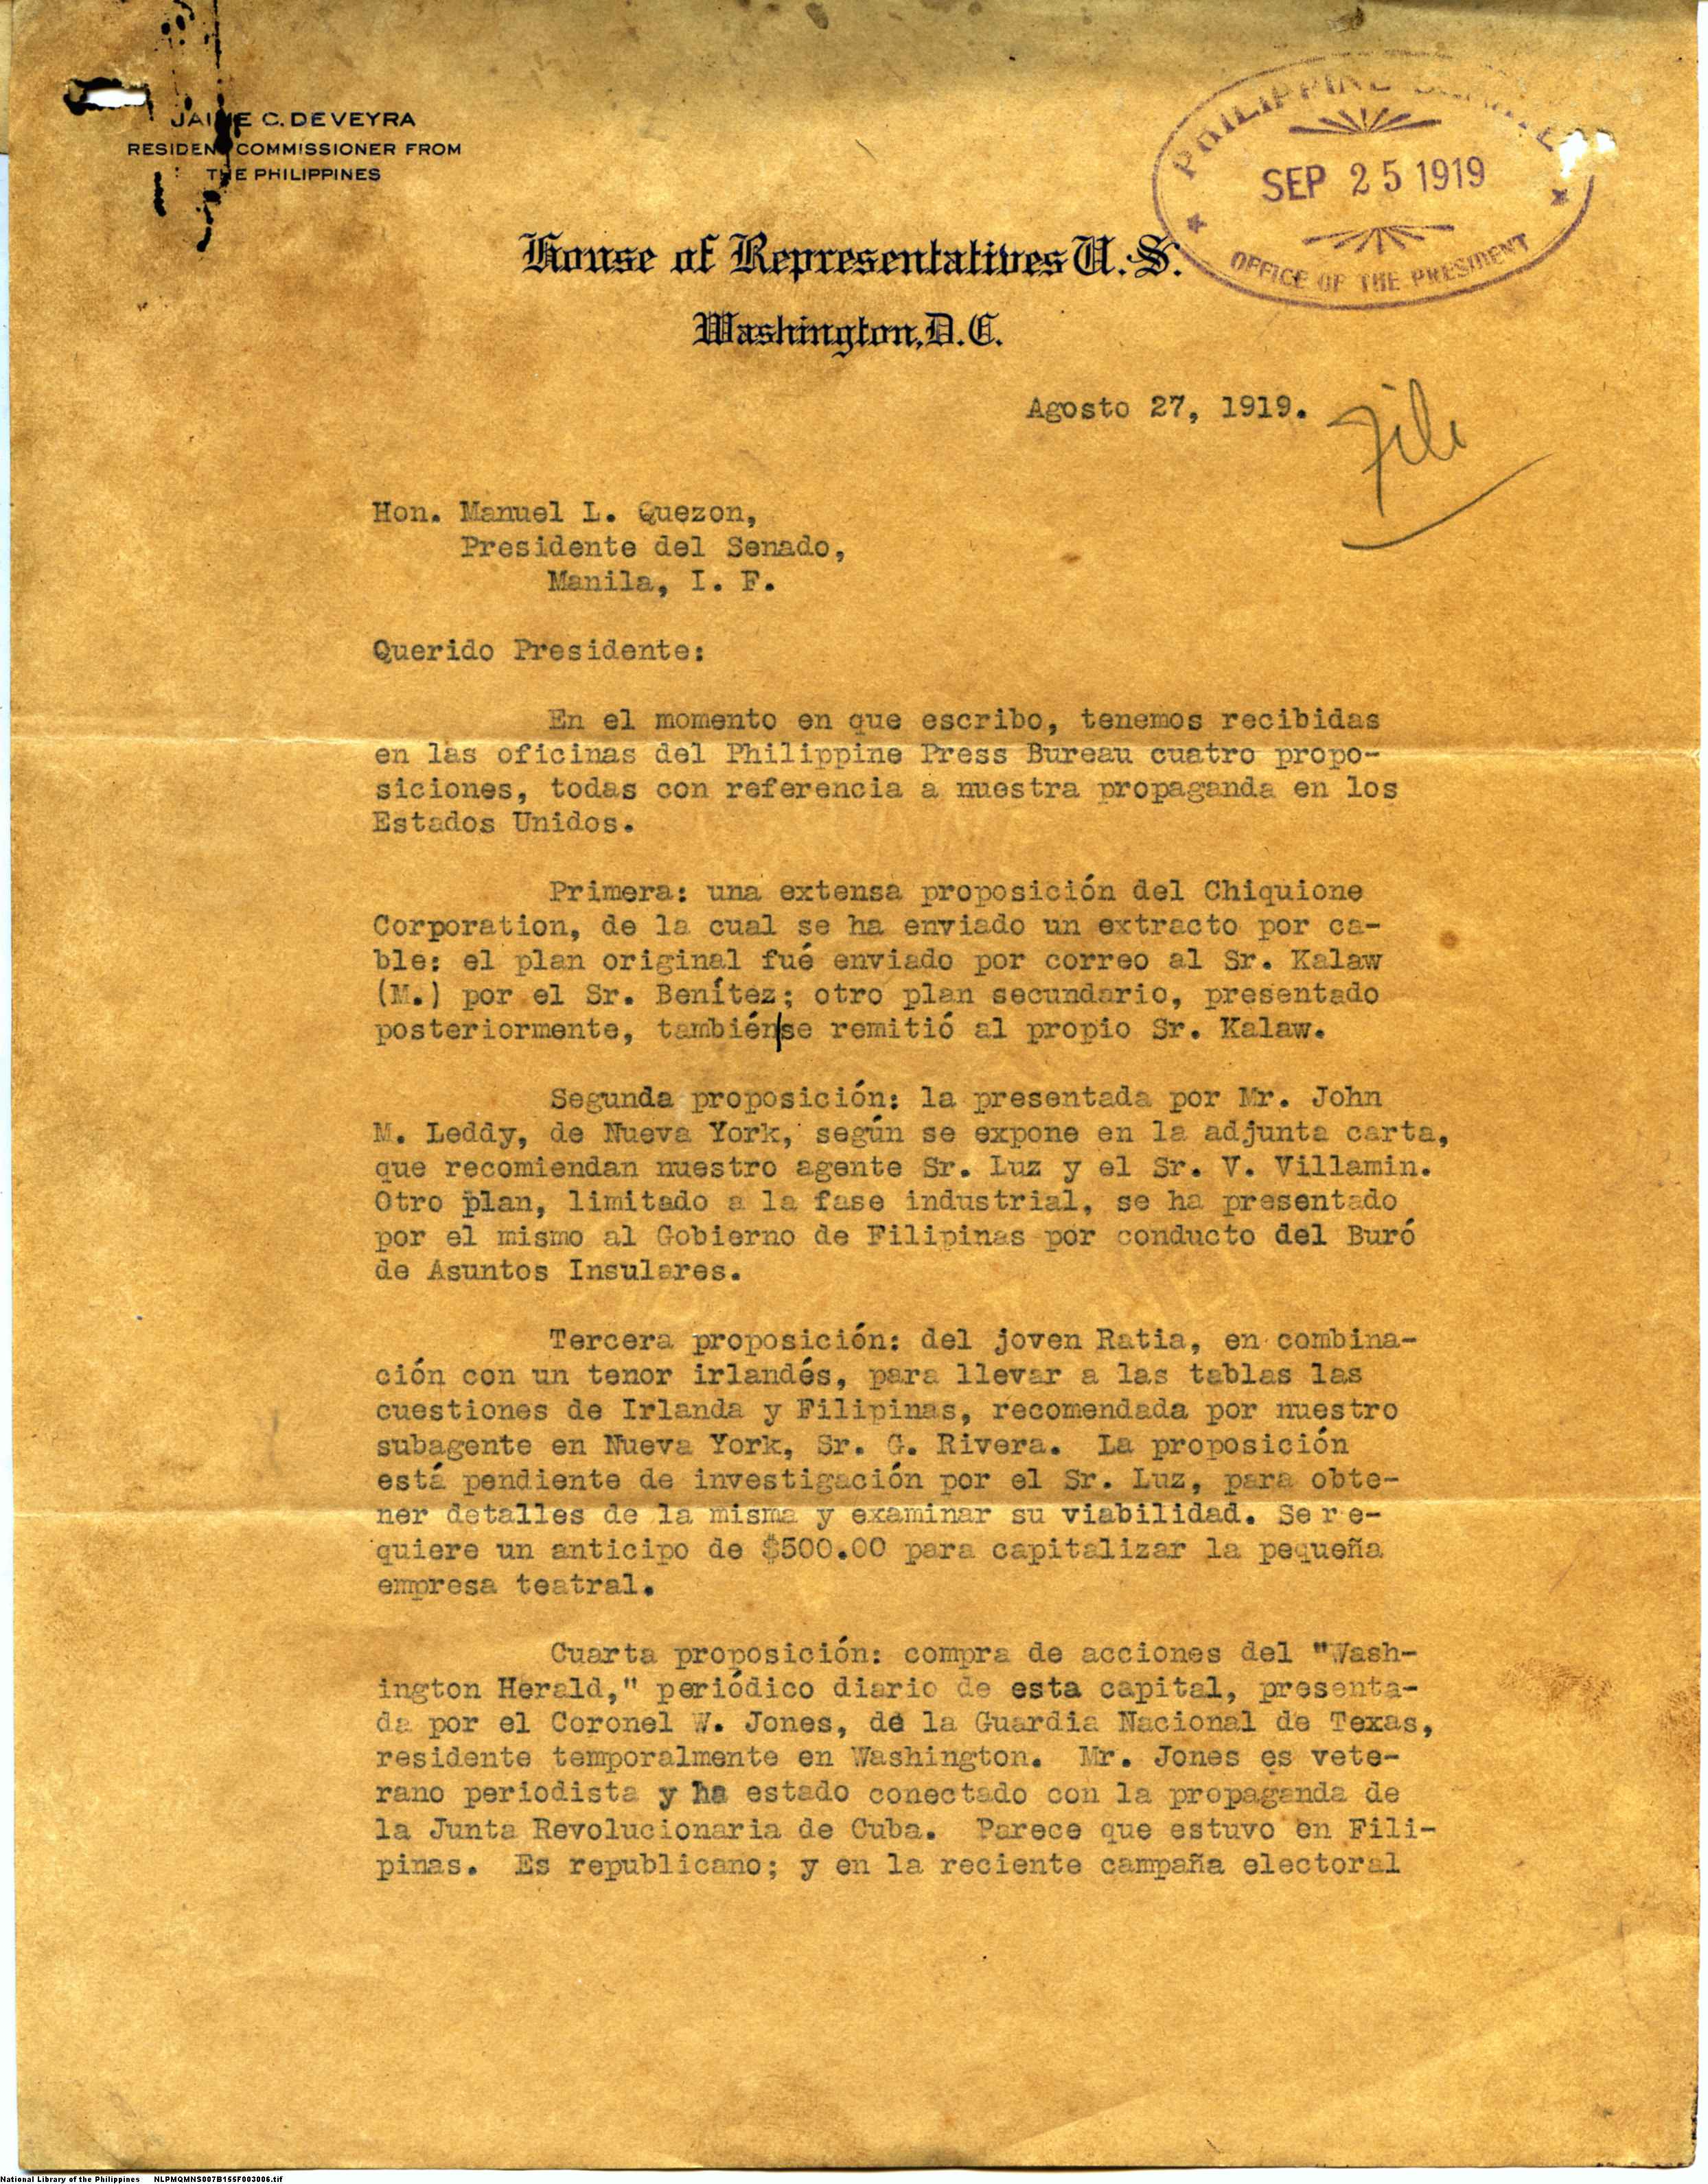 JAIME C. DE VEYRA
RESIDENT COMMISSIONER FROM
THE PHILIPPINES
PHILIPPINE SENATE
SEP 25 1919
OFFICE OF THE PRESIDENT
House of Representatives U.S.
Washington, D.C.
Agosto 27, 1919.
File
Hon. Manuel L. Quezon,
Presidente del Senado,
Manila, I. F.
Querido Presidente:
En el momento en que escribo, tenemos recibidas
en las oficinas del Philippine Press Bureau cuatro propo-
siciones, todas con referencia a nuestra propaganda en los
Estados Unidos.
Primera: una extensa proposición del Chiquione
Corporation, de la cual se ha enviado un extracto por ca-
ble: el plan original fué enviado por correo al Sr. Kalaw
(M.) por el Sr. Benítez; otro plan secundario, presentado
posteriormente, también|se remitió al propio Sr. Kalaw.
Segunda proposición: la presentada por Mr. John
M. Leddy, de Nueva York, según se expone en la adjunta carta,
que recomiendan nuestro agente Sr. Luz y el Sr. V. Villamin.
Otro plan, limitado a la fase industrial, se ha presentado
por el mismo al Gobierno de Filipinas por conducto del Buró
de Asuntos Insulares.
Tercera proposición: del joven Ratia, en combina-
ción con un tenor irlandés, para llevar a las tablas las
cuestiones de Irlanda y Filipinas, recomendada por nuestro
subagente en Nueva York, Sr. G. Rivera. La proposición
está pendiente de investigación por el Sr. Luz, para obte-
ner detalles de la misma y examinar su viabilidad. Se re-
quiere un anticipo de $500.00 para capitalizar la pequeña
empresa teatral.
Cuarta proposición: compra de acciones del "Wash-
ington Herald," periódico diario de esta capital, presenta-
da por el Coronel W. Jones, de la Guardia Nacional de Texas,
residente temporalmente en Washington. Mr. Jones es vete-
rano periodista y ha estado conectado con la propaganda de
la Junta Revolucionaria de Cuba. Parece que estuvo en Fili-
pinas. Es republicano; y en la reciente campaña electoral
National Library of the Philippines NLPMQMNS007B155F003006.tif